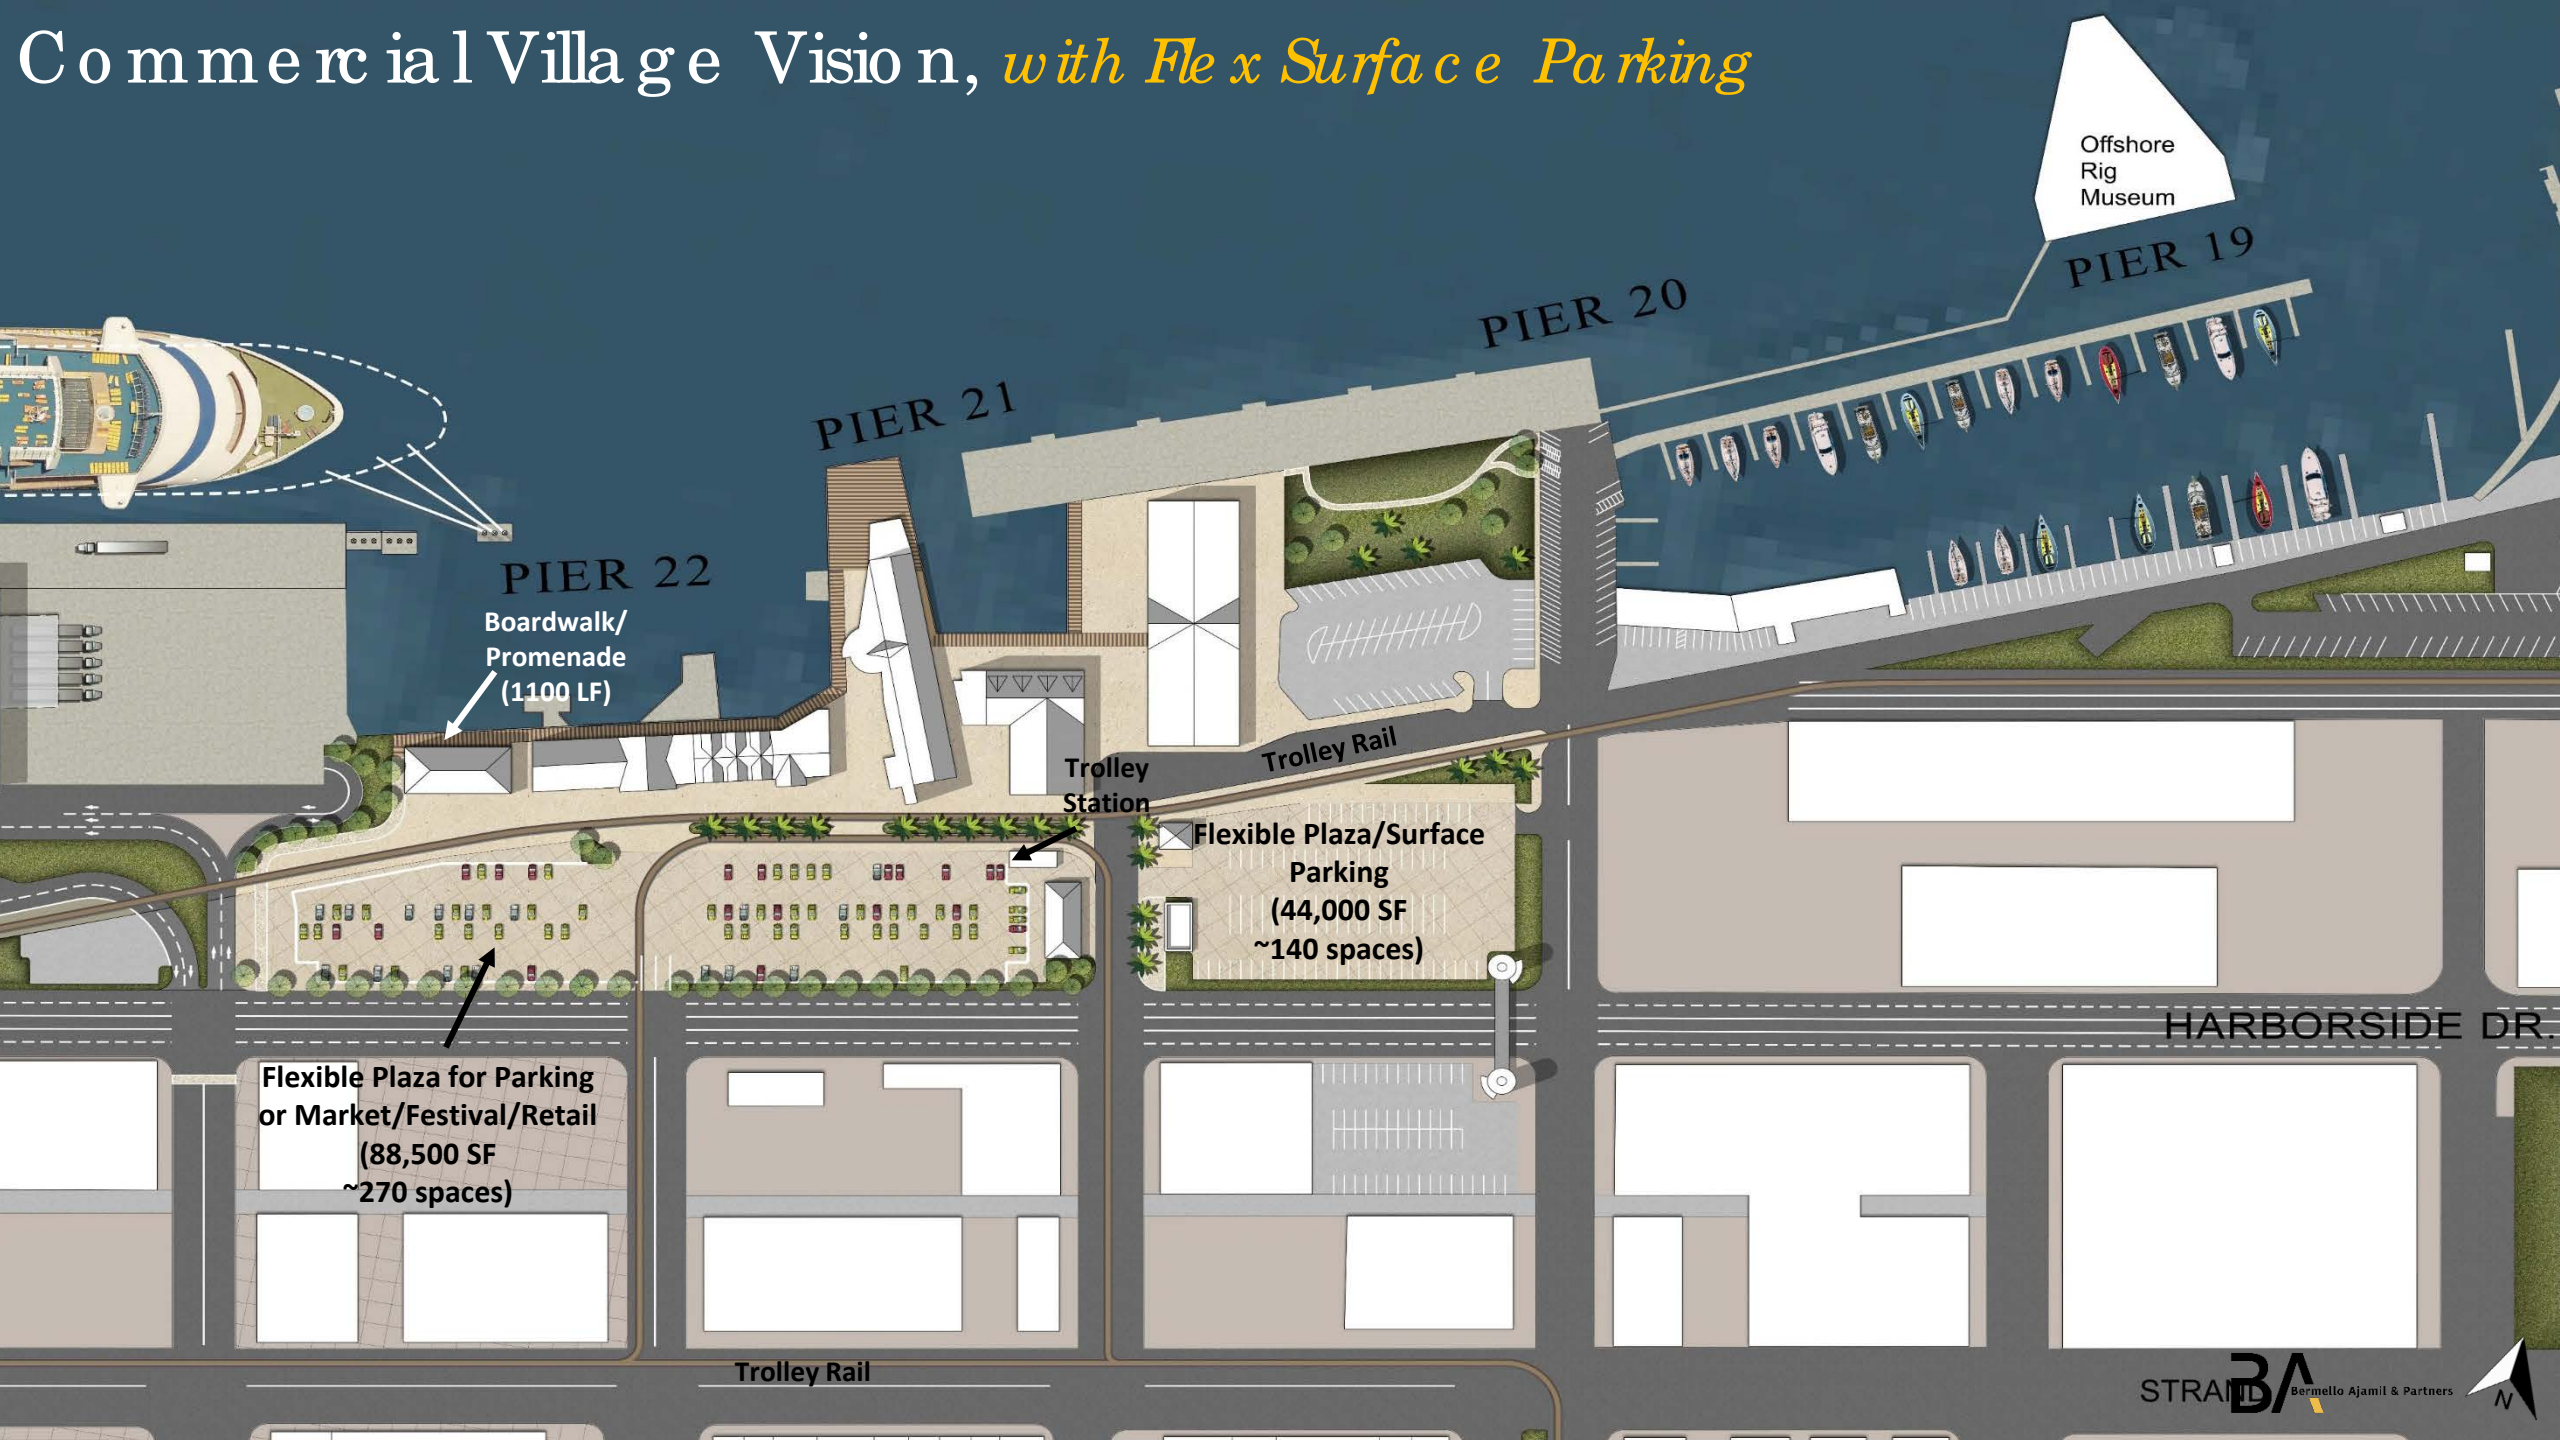 Commercial Village Vision, with Flex Surface Parking
Offshore
Rig
Museum
PIER 19
PIER 20
PIER 21
PIER 22
Boardwalk/
Promenade
(1100 LF)
Trolley Rail
Trolley
Station
Flexible Plaza/Surface
Parking
(44,000 SF
~140 spaces)
HARBORSIDE DR.
Flexible Plaza for Parking
or Market/Festival/Retail
(88,500 SF
~270 spaces)
Trolley Rail
STRAND
BA Bermello Ajamil & Partners
N